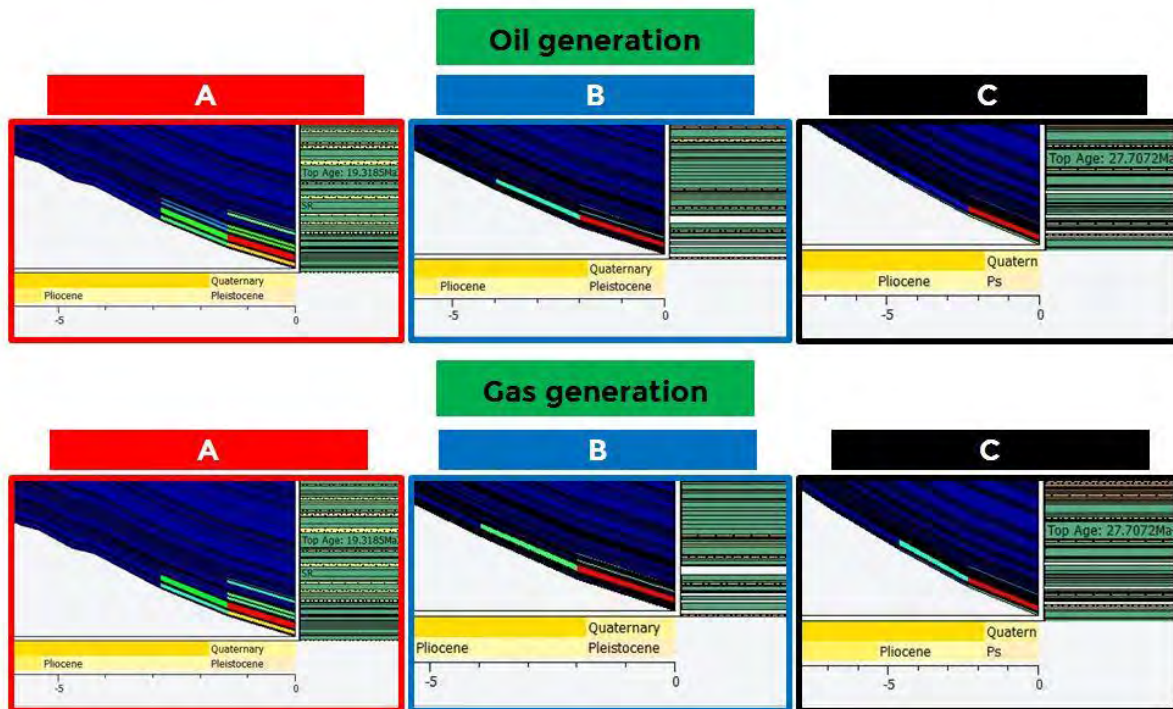 Oil generation
A
B
C
Top Age: 19.3185Ma
SR
Top Age: 27.7072Ma
Quaternary
Pliocene
Pleistocene
-5
0
Quaternary
Pliocene
Pleistocene
-5
0
Quatern
Pliocene
Ps
-5
0
Gas generation
A
B
C
Top Age: 19.3185Ma
SR
Top Age: 27.7072Ma
Quaternary
Pliocene
Pleistocene
-5
0
Quaternary
Pliocene
Pleistocene
-5
0
Quatern
Pliocene
Ps
-5
0